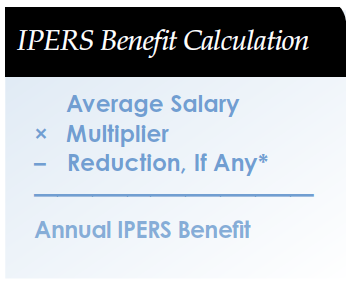 IPERS Benefit Calculation
Average Salary
× Multiplier
– Reduction, If Any*
Annual IPERS Benefit